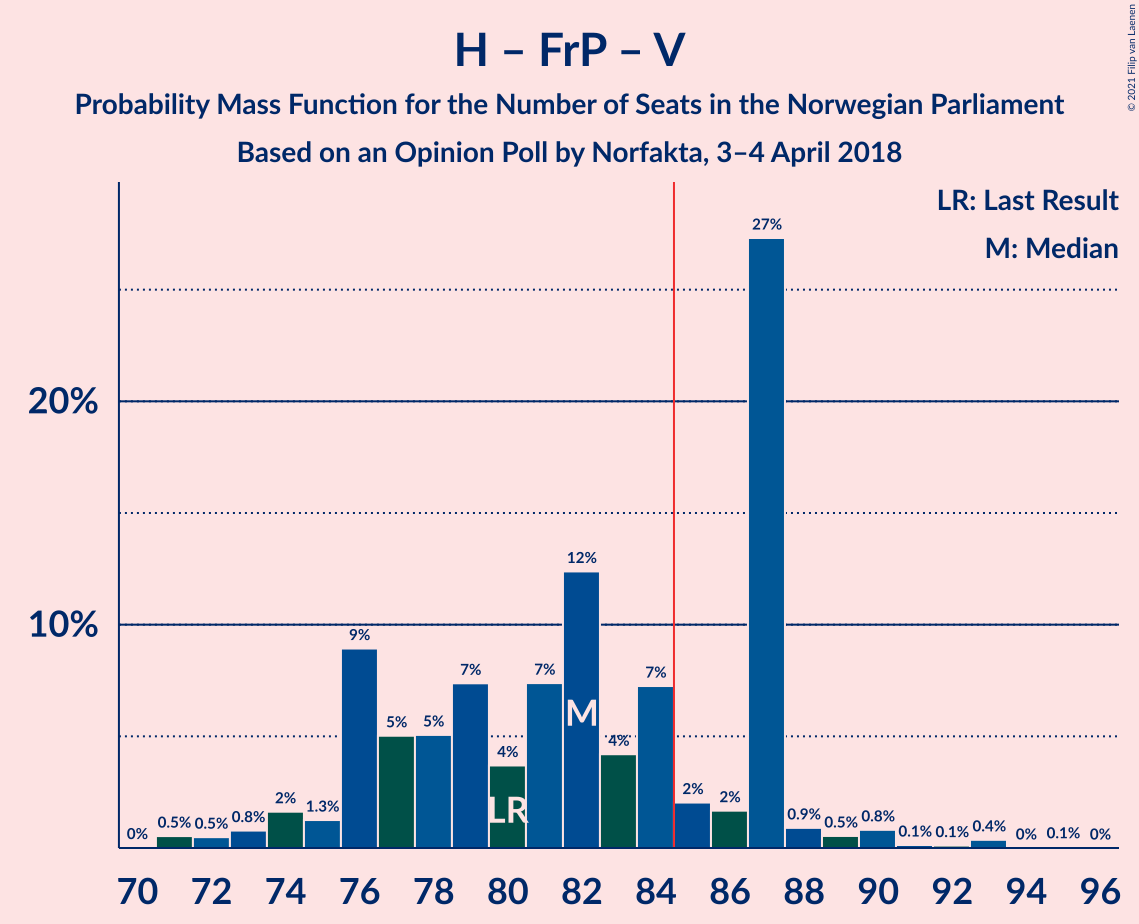 H – FrP – V
Probability Mass Function for the Number of Seats in the Norwegian Parliament
Based on an Opinion Poll by Norfakta, 3–4 April 2018
© 2021 Filip van Laenen
LR: Last Result
M: Median
20%
10%
0% 0.5% 0.5% 0.8% 2% 1.3% 9% 5% 5% 7% 4% 7% 12% 4% 7% 2% 2% 27% 0.9% 0.5% 0.8% 0.1% 0.1% 0.4% 0% 0.1% 0%
M
LR
70 72 74 76 78 80 82 84 86 88 90 92 94 96